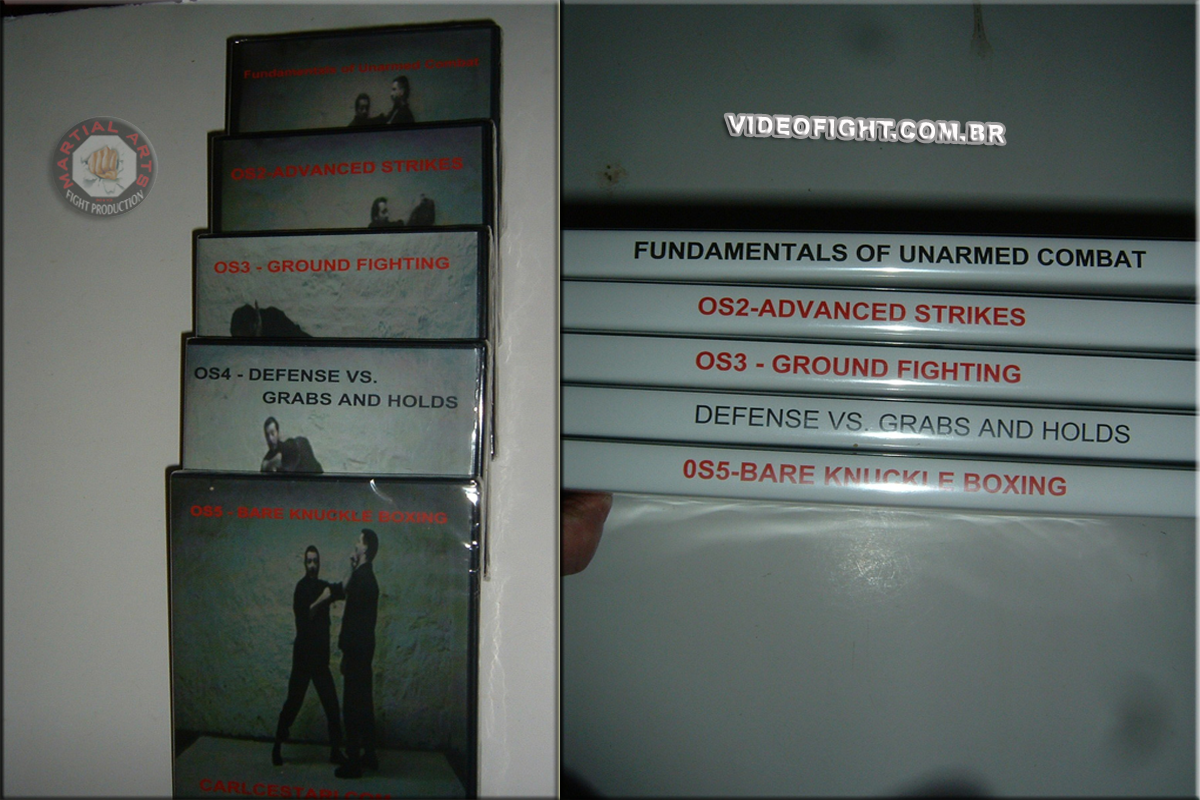 Fundamentals of Unarmed Combat
MARTIAL ARTS
FIGHT PRODUCTION
OS2-ADVANCED STRIKES
OS3 - GROUND FIGHTING
OS4 - DEFENSE VS.
GRABS AND HOLDS
OS5 - BARE KNUCKLE BOXING
CARLCESTARI.COM
VIDEOFIGHT.COM.BR
FUNDAMENTALS OF UNARMED COMBAT
OS2-ADVANCED STRIKES
OS3 - GROUND FIGHTING
DEFENSE VS. GRABS AND HOLDS
0S5-BARE KNUCKLE BOXING